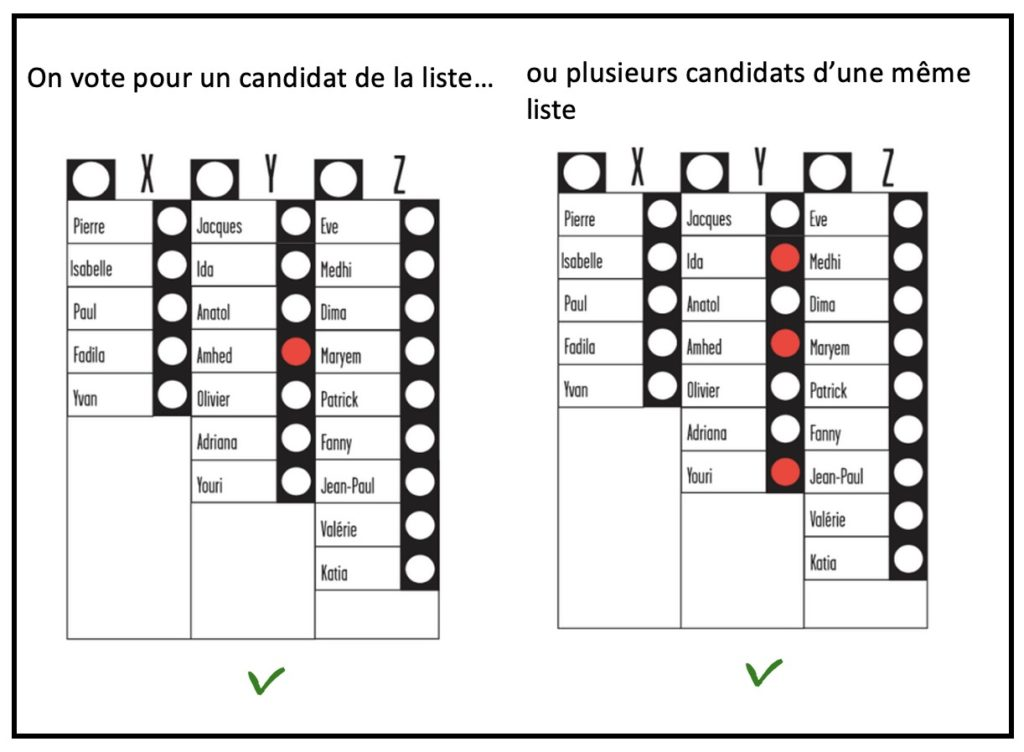 On vote pour un candidat de la liste…
X Y Z
Pierre Jacques Eve
Isabelle Ida Medhi
Paul Anatol Dima
Fadila Amhed Maryem
Yvan Olivier Patrick
Adriana Fanny
Youri Jean-Paul
Valérie
Katia
ou plusieurs candidats d’une même
liste
X Y Z
Pierre Jacques Eve
Isabelle Ida Medhi
Paul Anatol Dima
Fadila Amhed Maryem
Yvan Olivier Patrick
Adriana Fanny
Youri Jean-Paul
Valérie
Katia